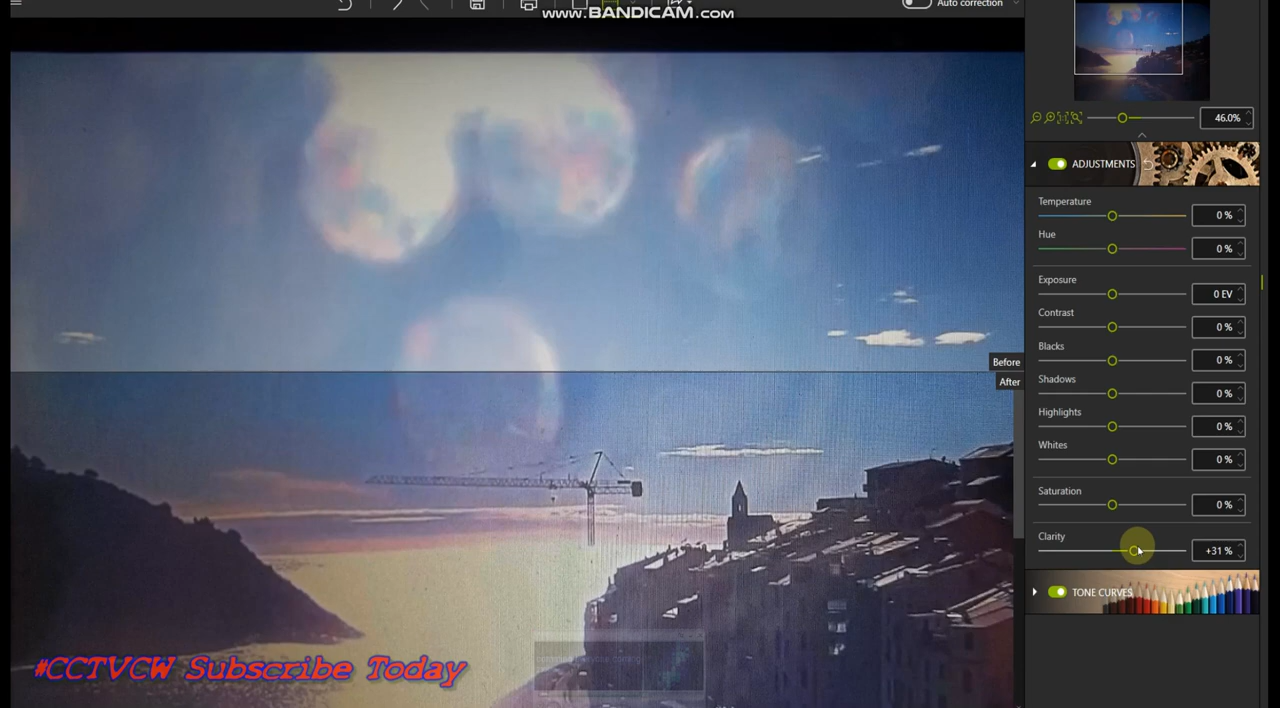 www.BANDICAM.com
Auto correction
46.0%
ADJUSTMENTS
Temperature
0 %
Hue
0 %
Exposure
0 EV
Contrast
0 %
Blacks
0 %
Shadows
0 %
Highlights
0 %
Whites
0 %
Saturation
0 %
Clarity
+31 %
TONE CURVES
Before
After
#CCTVCW Subscribe Today